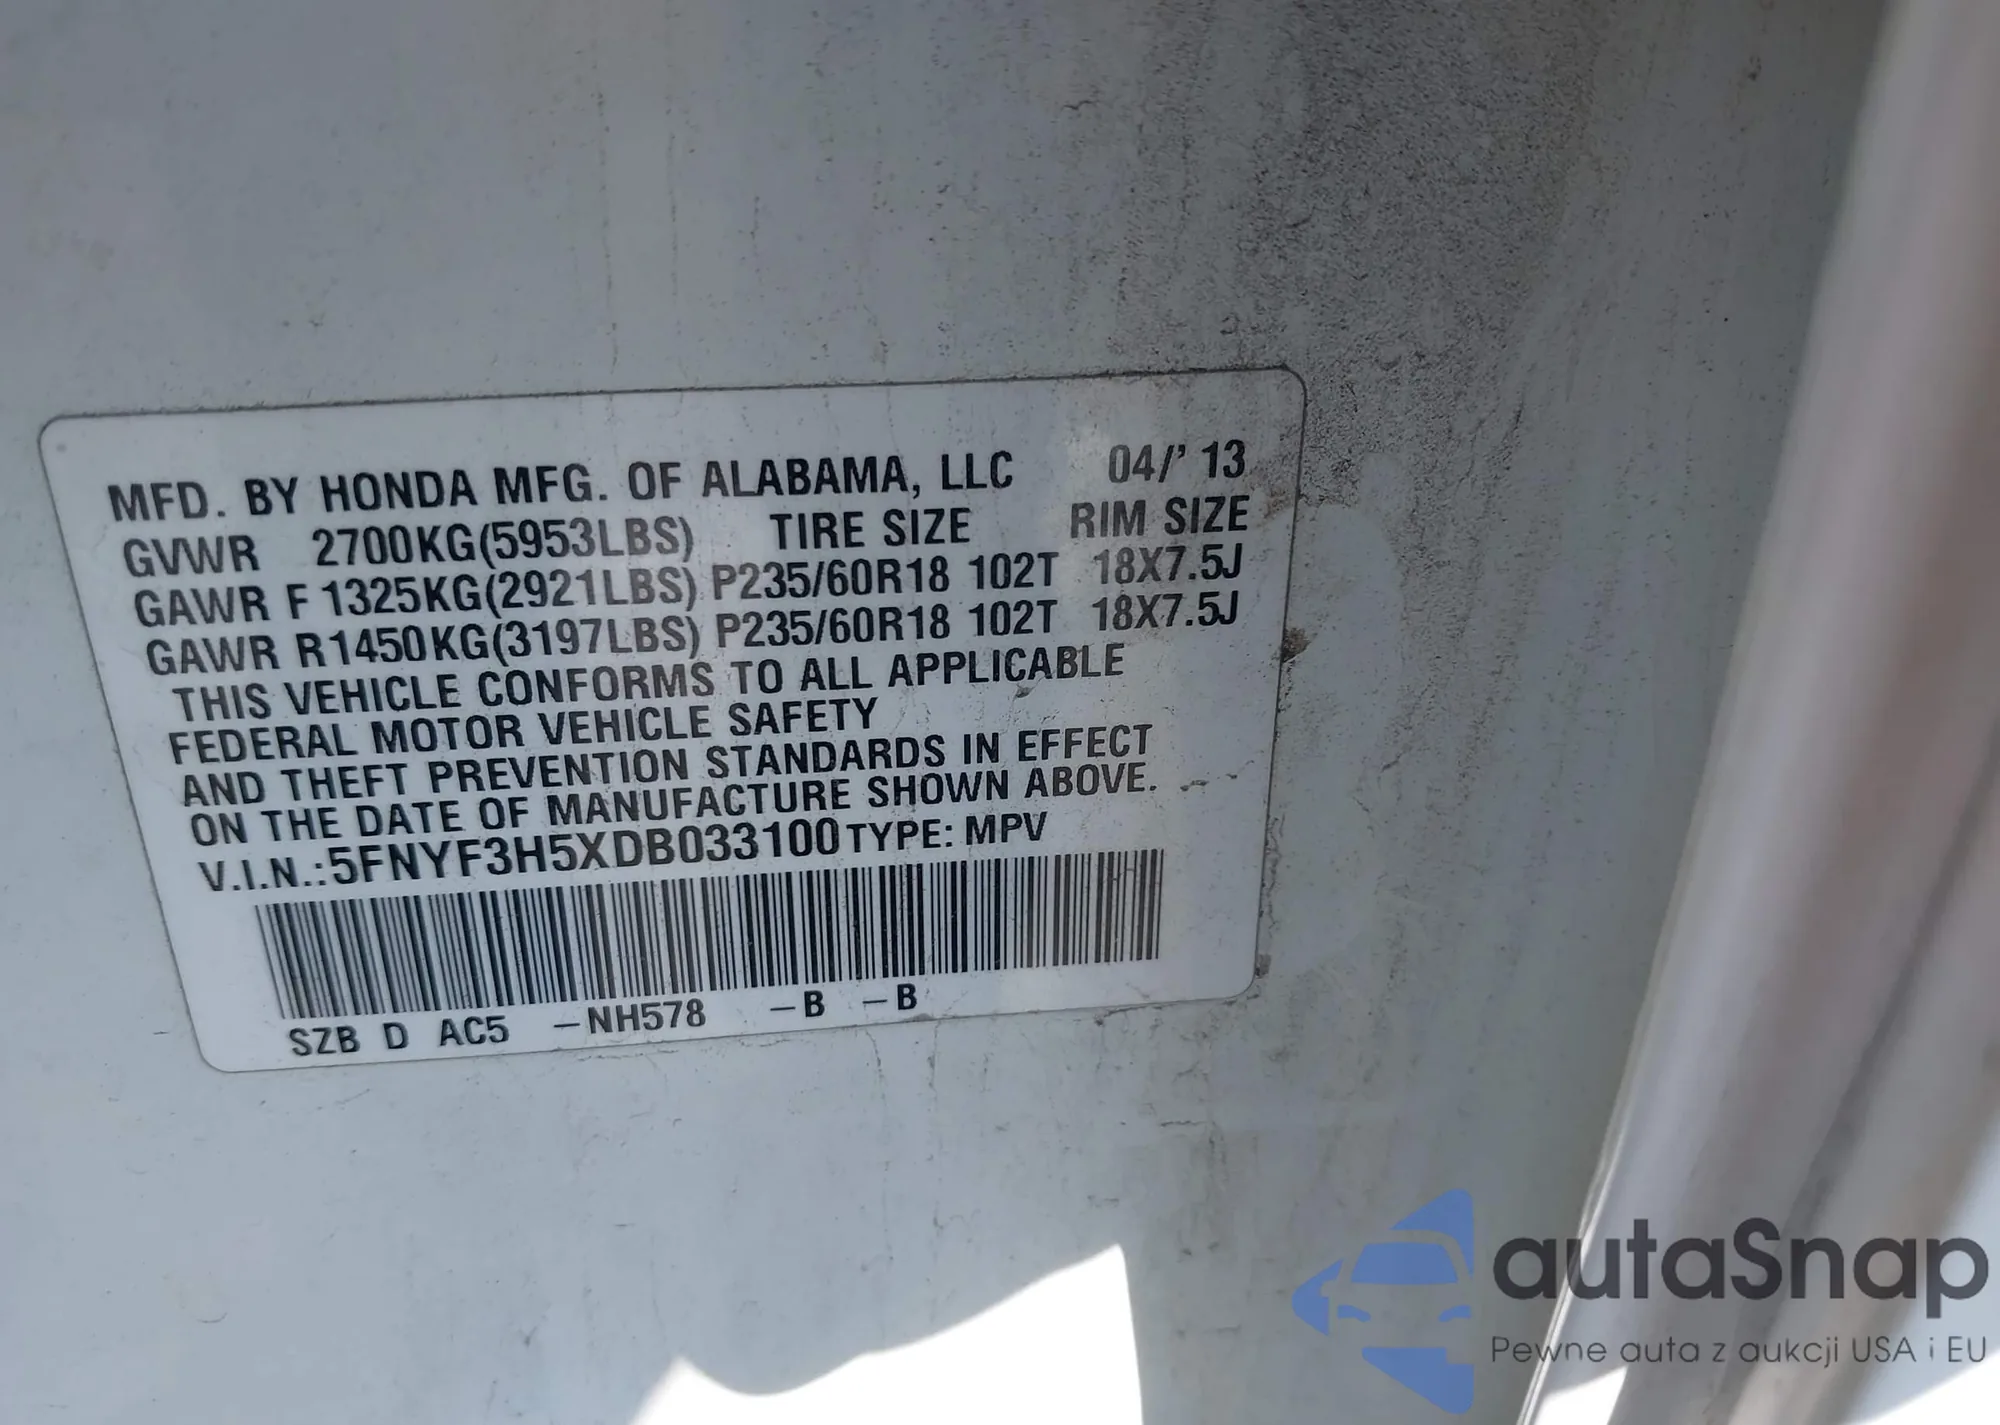 MFD. BY HONDA MFG. OF ALABAMA, LLC 04/' 13
GVWR 2700KG(5953LBS) TIRE SIZE RIM SIZE
GAWR F 1325KG(2921LBS) P235/60R18 102T 18X7.5J
GAWR R1450KG(3197LBS) P235/60R18 102T 18X7.5J
THIS VEHICLE CONFORMS TO ALL APPLICABLE
FEDERAL MOTOR VEHICLE SAFETY
AND THEFT PREVENTION STANDARDS IN EFFECT
ON THE DATE OF MANUFACTURE SHOWN ABOVE.
V.I.N.:5FNYF3H5XDB033100 TYPE: MPV
SZB D AC5 -NH578 -B -B
autaSnap
Pewne auta z aukcji USA i EU